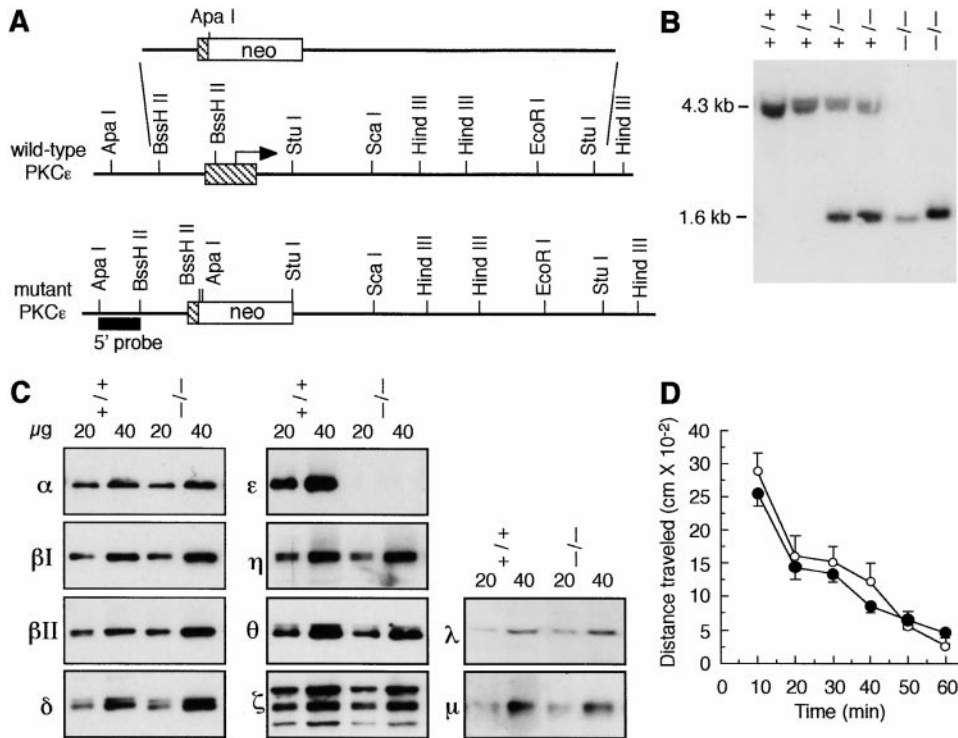 A
Apa I
neo
Apa I
BssH II
BssH II
Stu I
Sca I
Hind III
Hind III
EcoR I
Stu I
Hind III
wild-type
PKCε
Apa I
BssH II
BssH II
Apa I
Stu I
Sca I
Hind III
Hind III
EcoR I
Stu I
Hind III
mutant
PKCε
neo
5' probe
B
+/+ +/+ +/− +/− −/− −/−
4.3 kb
1.6 kb
C
+/+ −/−
µg 20 40 20 40
α
βI
βII
δ
+/+ −/−
20 40 20 40
ε
η
θ
ζ
+/+ −/−
20 40 20 40
λ
μ
D
Distance traveled (cm X 10-2)
40
35
30
25
20
15
10
5
0
0 10 20 30 40 50 60
Time (min)